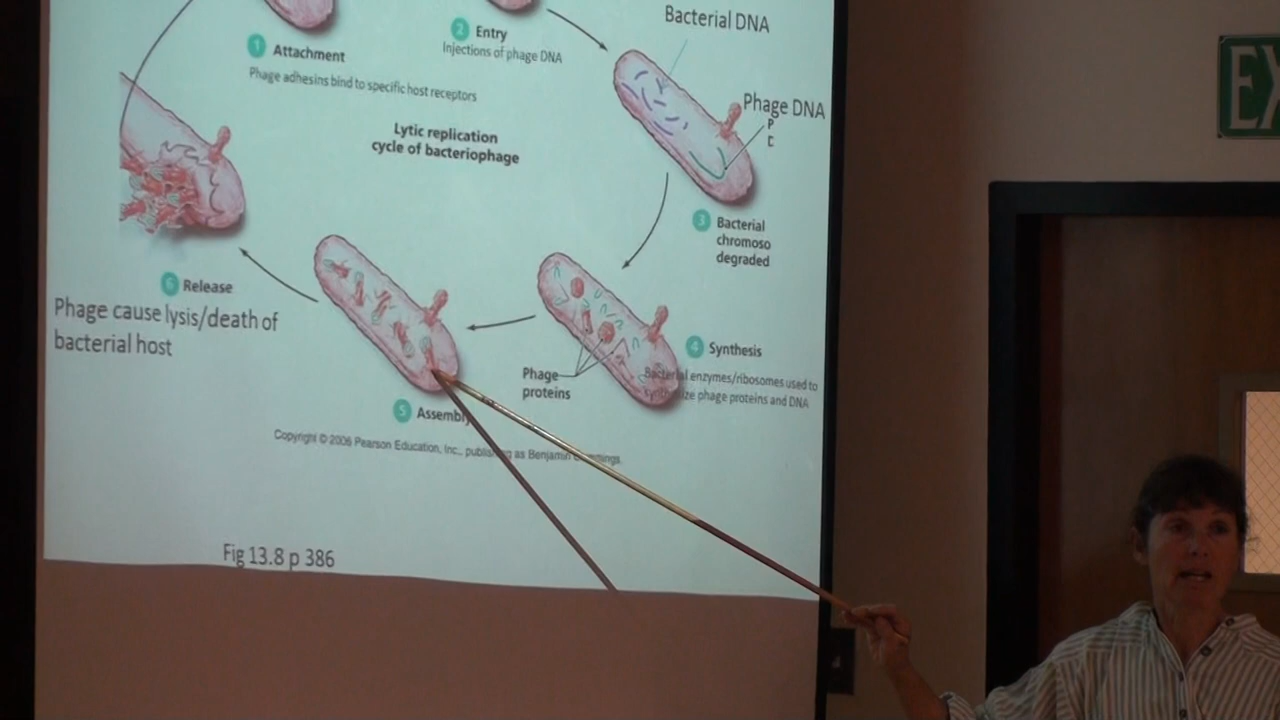 Bacterial DNA
2 Entry
Injections of phage DNA
1 Attachment
Phage adhesins bind to specific host receptors
Phage DNA
P
D
Lytic replication
cycle of bacteriophage
3 Bacterial
chromoso
degraded
6 Release
Phage cause lysis/death of
bacterial host
4 Synthesis
Bacterial enzymes/ribosomes used to
phage proteins and DNA
Phage
proteins
5 Assembly
Copyright © 2006 Pearson Education, Inc., publishing as Benjamin
Fig 13.8 p 386
EX